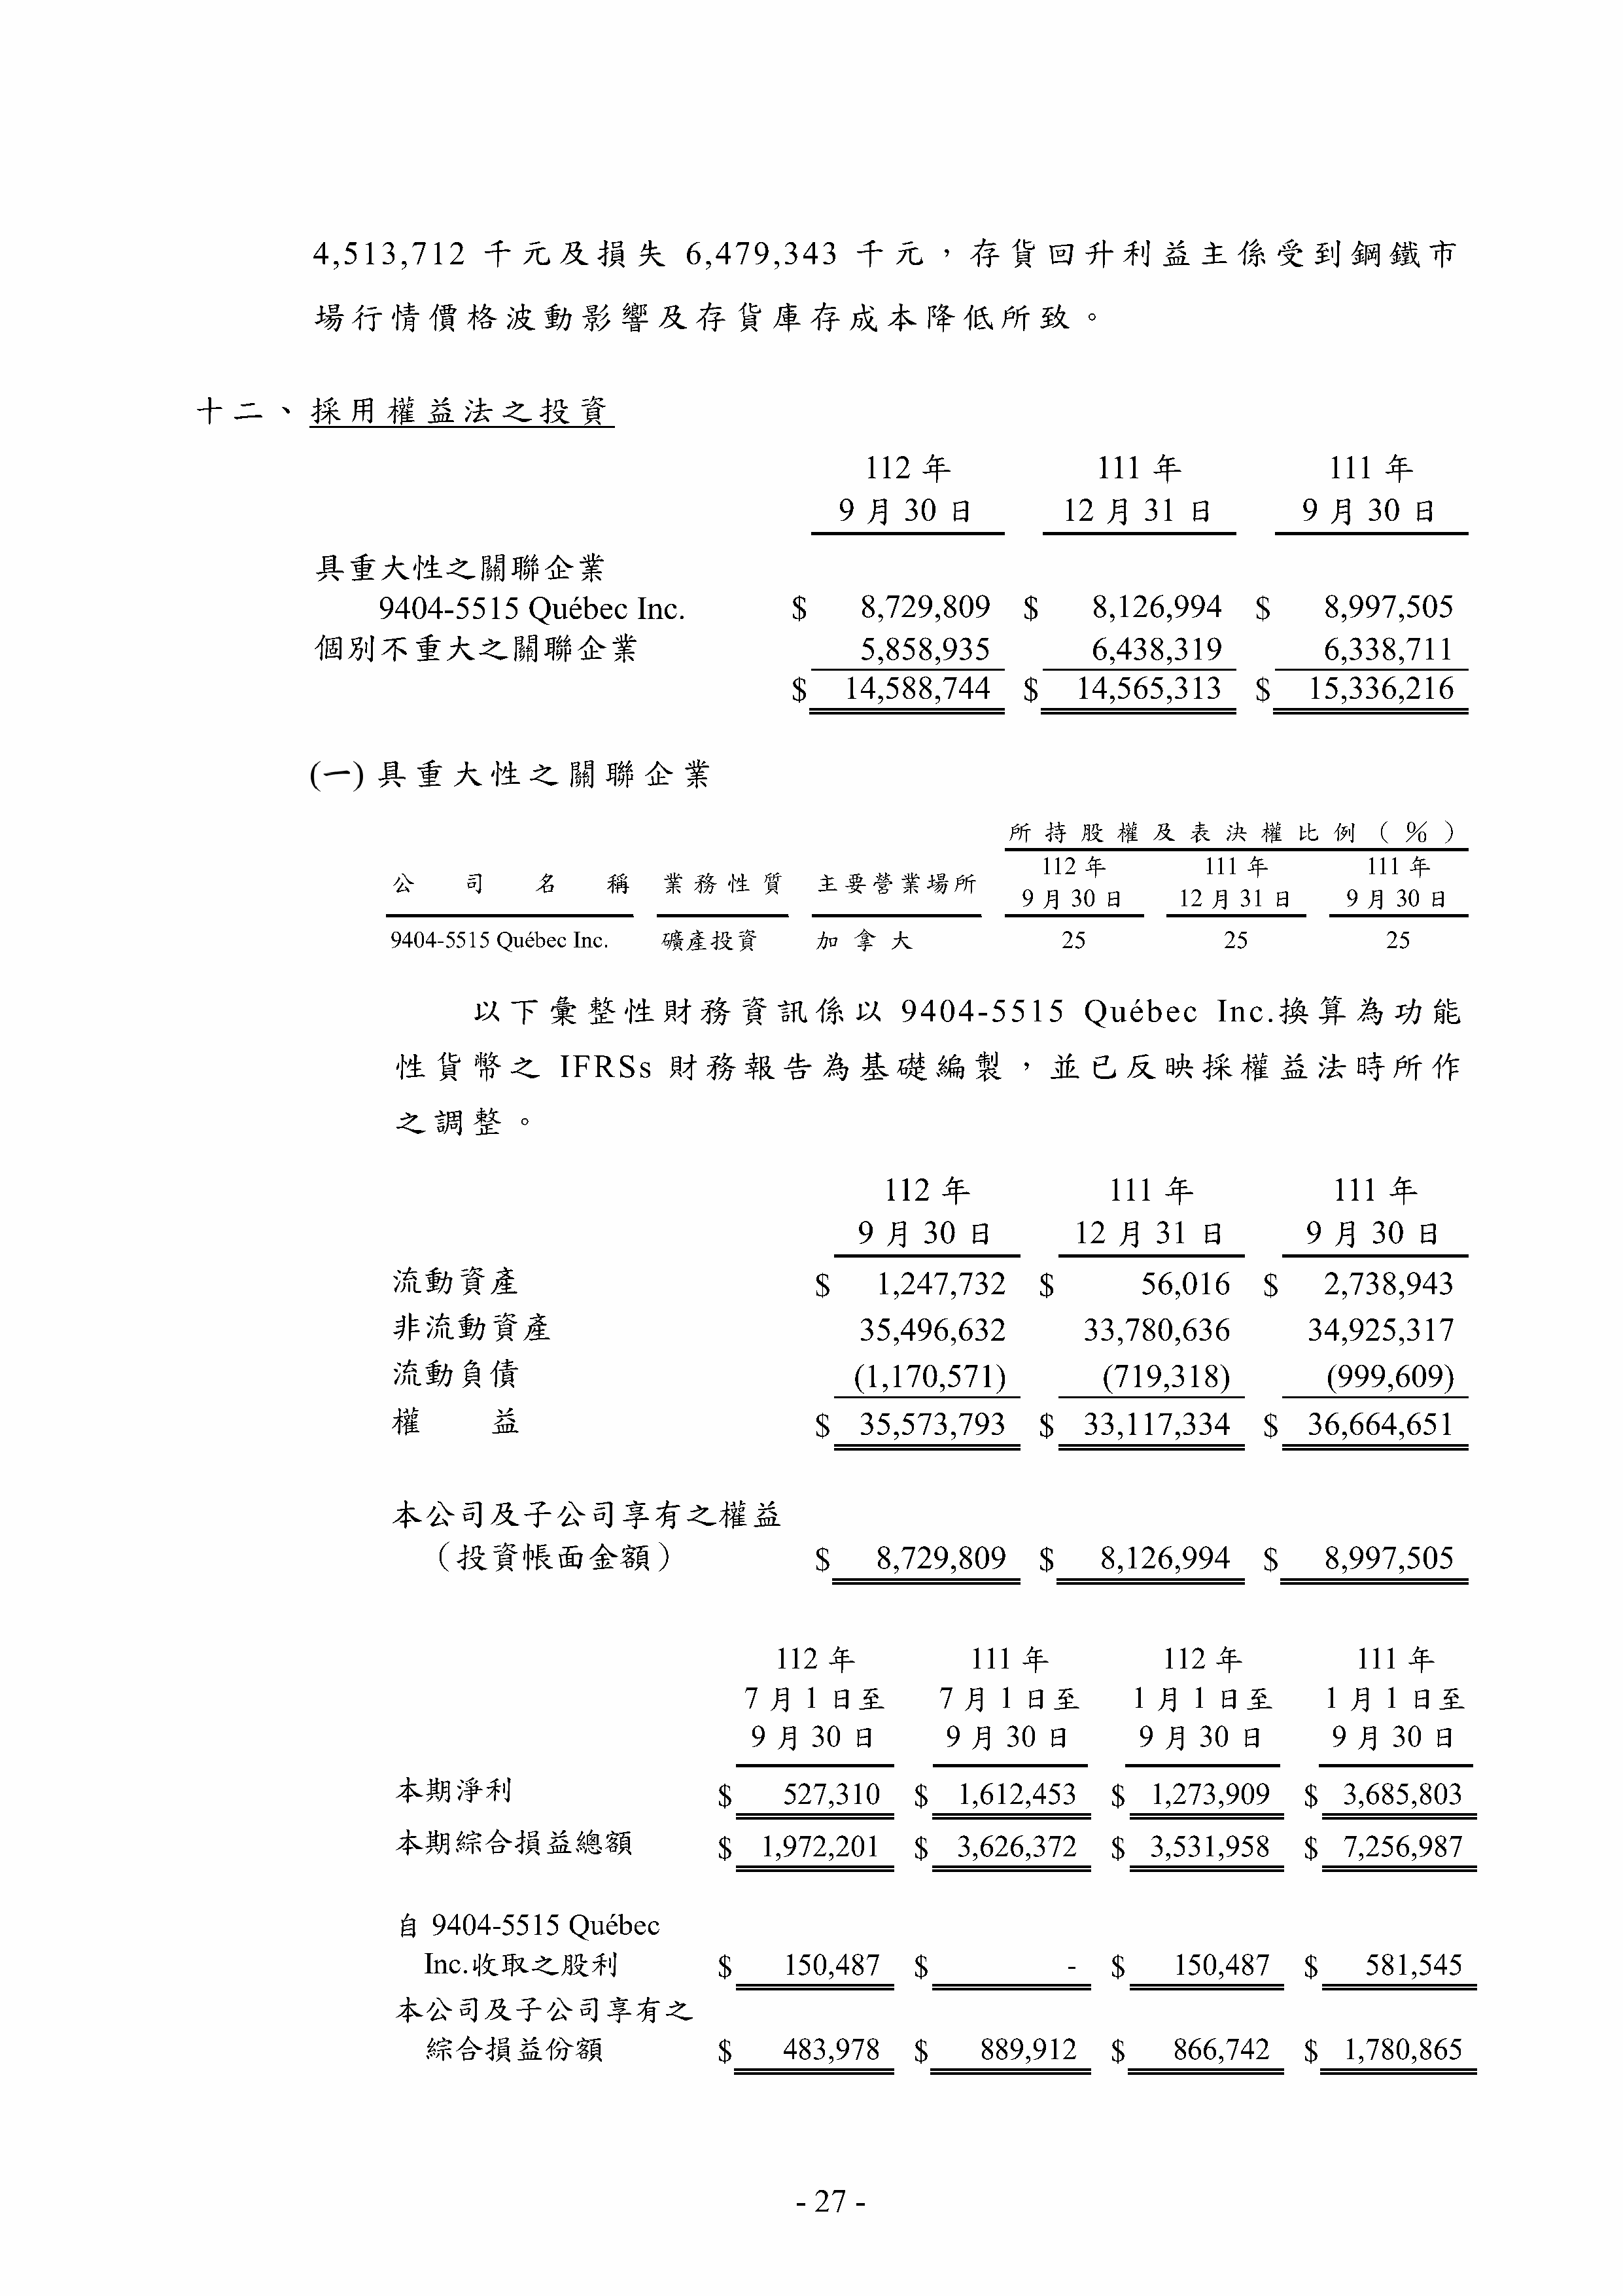 4,513,712 千元及損失 6,479,343 千元，存貨回升利益主係受到鋼鐵市
場行情價格波動影響及存貨庫存成本降低所致。
十二、採用權益法之投資
112 年 111 年 111 年
9 月 30 日 12 月 31 日 9 月 30 日
具重大性之關聯企業
9404-5515 Québec Inc. $ 8,729,809 $ 8,126,994 $ 8,997,505
個別不重大之關聯企業 5,858,935 6,438,319 6,338,711
$ 14,588,744 $ 14,565,313 $ 15,336,216
(一) 具重大性之關聯企業
所持股權及表決權比例（％）
112 年 111 年 111 年
公司名稱 業務性質 主要營業場所 9 月 30 日 12 月 31 日 9 月 30 日
9404-5515 Québec Inc. 礦產投資 加拿大 25 25 25
以下彙整性財務資訊係以 9404-5515 Québec Inc.換算為功能
性貨幣之 IFRSs 財務報告為基礎編製，並已反映採權益法時所作
之調整。
112 年 111 年 111 年
9 月 30 日 12 月 31 日 9 月 30 日
流動資產 $ 1,247,732 $ 56,016 $ 2,738,943
非流動資產 35,496,632 33,780,636 34,925,317
流動負債 (1,170,571) (719,318) (999,609)
權益 $ 35,573,793 $ 33,117,334 $ 36,664,651
本公司及子公司享有之權益
（投資帳面金額） $ 8,729,809 $ 8,126,994 $ 8,997,505
112 年 111 年 112 年 111 年
7 月 1 日至 7 月 1 日至 1 月 1 日至 1 月 1 日至
9 月 30 日 9 月 30 日 9 月 30 日 9 月 30 日
本期淨利 $ 527,310 $ 1,612,453 $ 1,273,909 $ 3,685,803
本期綜合損益總額 $ 1,972,201 $ 3,626,372 $ 3,531,958 $ 7,256,987
自 9404-5515 Québec
Inc.收取之股利 $ 150,487 $ - $ 150,487 $ 581,545
本公司及子公司享有之
綜合損益份額 $ 483,978 $ 889,912 $ 866,742 $ 1,780,865
- 27 -